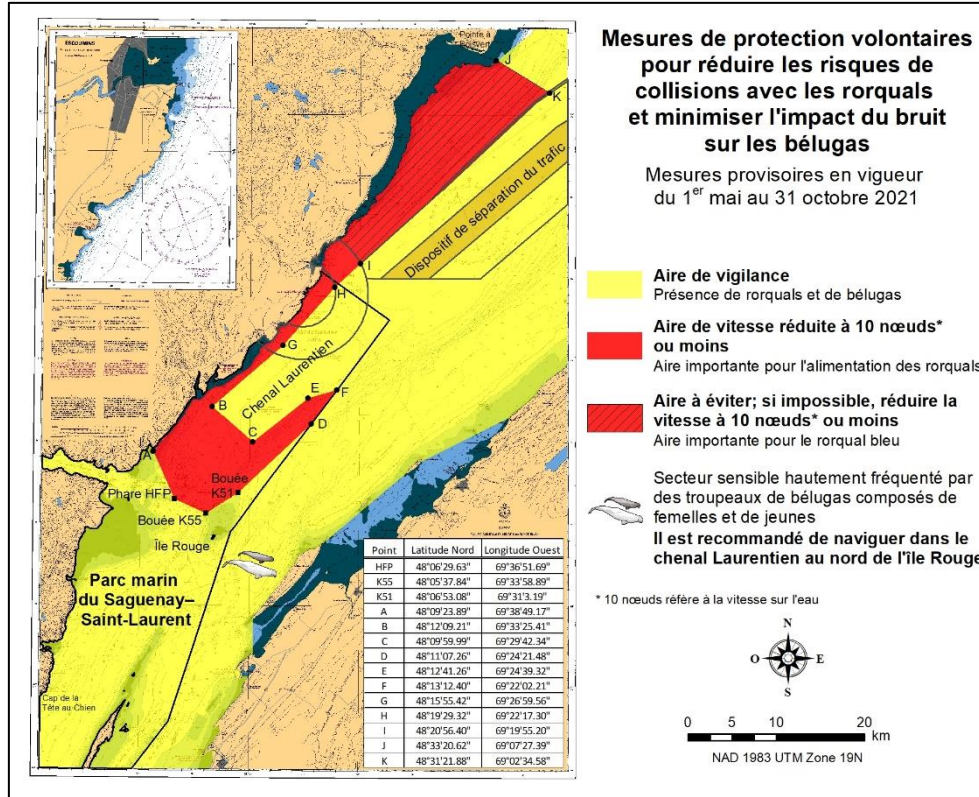 Mesures de protection volontaires
pour réduire les risques de
collisions avec les rorquals
et minimiser l'impact du bruit
sur les bélugas
Mesures provisoires en vigueur
du 1er mai au 31 octobre 2021
Aire de vigilance
Présence de rorquals et de bélugas
Aire de vitesse réduite à 10 nœuds*
ou moins
Aire importante pour l'alimentation des rorquals
Aire à éviter; si impossible, réduire la
vitesse à 10 nœuds* ou moins
Aire importante pour le rorqual bleu
Secteur sensible hautement fréquenté par
des troupeaux de bélugas composés de
femelles et de jeunes
Il est recommandé de naviguer dans le
chenal Laurentien au nord de l'île Rouge
* 10 nœuds réfère à la vitesse sur l'eau
N
O E
S
0 5 10 20
km
NAD 1983 UTM Zone 19N
ESCOUMINS
Pointe à
J
K
Dispositif de séparation du trafic
I
H
G
Chenal Laurentien
B
E
F
C
D
A
Bouée
K51
Phare HFP
Bouée K55
Île Rouge
Parc marin
du Saguenay–
Saint-Laurent
Cap de la
Tête au Chien
Point Latitude Nord Longitude Ouest
HFP 48°06'29.63" 69°36'51.69"
K55 48°05'37.84" 69°33'58.89"
K51 48°06'53.08" 69°31'3.19"
A 48°09'23.89" 69°38'49.17"
B 48°12'09.21" 69°33'25.41"
C 48°09'59.99" 69°29'42.34"
D 48°11'07.26" 69°24'21.48"
E 48°12'41.26" 69°24'39.32"
F 48°13'12.40" 69°22'02.21"
G 48°15'55.42" 69°26'59.56"
H 48°19'29.32" 69°22'17.30"
I 48°20'56.40" 69°19'55.20"
J 48°33'20.62" 69°07'27.39"
K 48°31'21.88" 69°02'34.58"